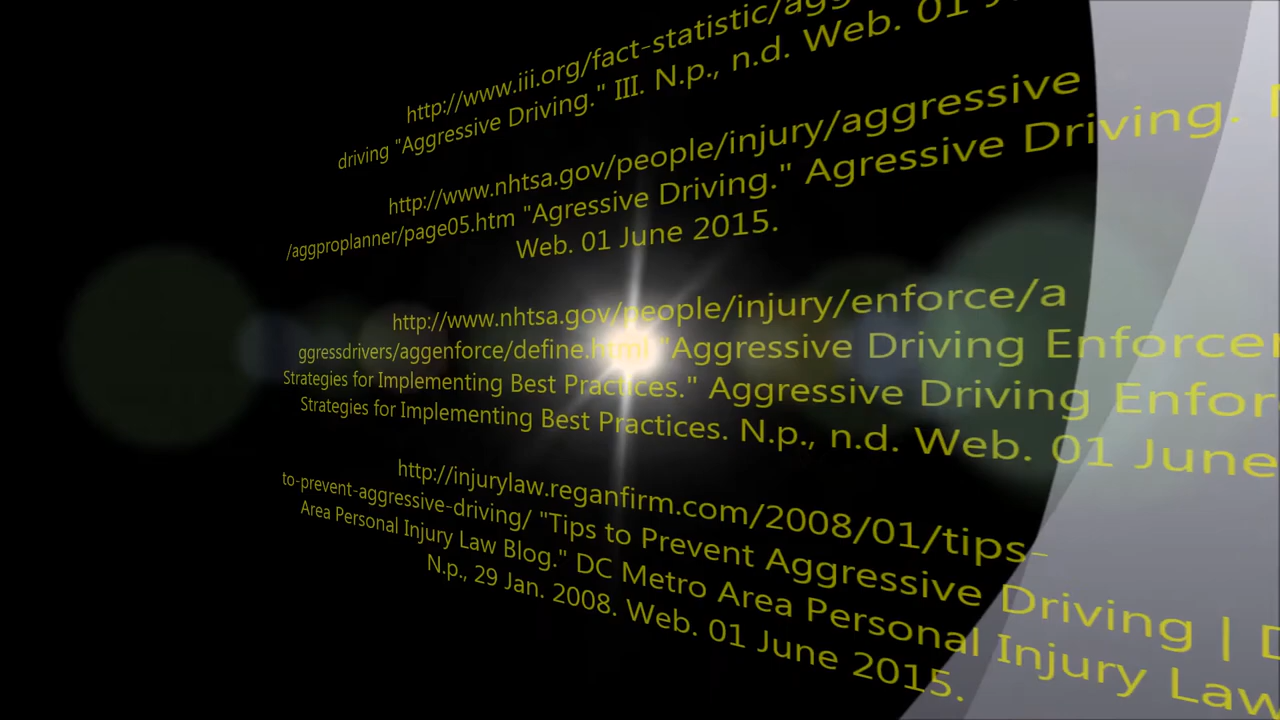 http://www.iii.org/fact-statistic/agg
driving "Aggressive Driving." III. N.p., n.d. Web. 01 J
http://www.nhtsa.gov/people/injury/aggressive
/aggproplanner/page05.htm "Agressive Driving." Agressive Driving. N
Web. 01 June 2015.
http://www.nhtsa.gov/people/injury/enforce/a
ggressdrivers/aggenforce/define.html "Aggressive Driving Enforcer
Strategies for Implementing Best Practices." Aggressive Driving Enfor
Strategies for Implementing Best Practices. N.p., n.d. Web. 01 June
http://injurylaw.reganfirm.com/2008/01/tips-
to-prevent-aggressive-driving/ "Tips to Prevent Aggressive Driving | D
Area Personal Injury Law Blog." DC Metro Area Personal Injury Law
N.p., 29 Jan. 2008. Web. 01 June 2015.